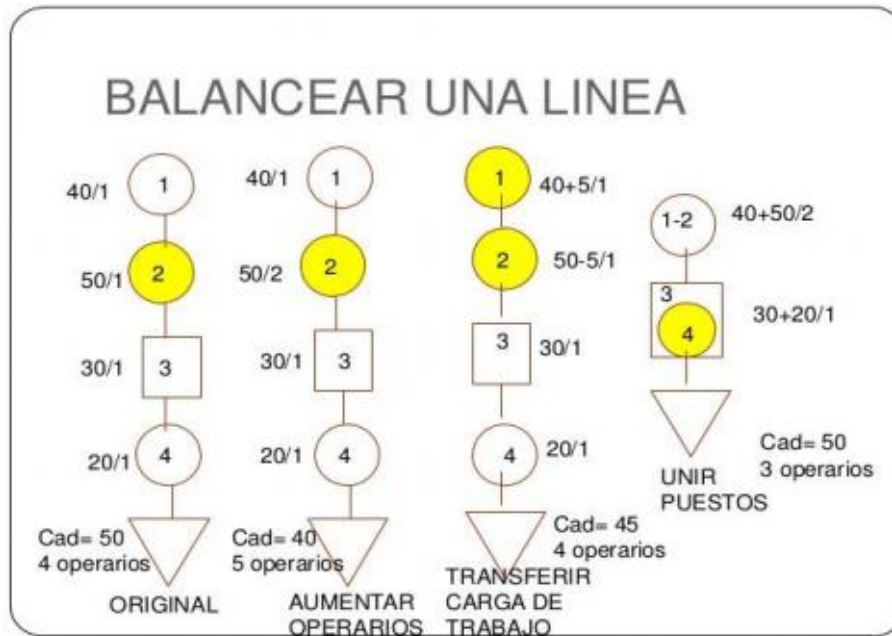 BALANCEAR UNA LINEA
40/1
1
50/1
2
30/1
3
20/1
4
Cad= 50
4 operarios
ORIGINAL
40/1
1
50/2
2
30/1
3
20/1
4
Cad= 40
5 operarios
AUMENTAR
OPERARIOS
1
40+5/1
2
50-5/1
3
30/1
4
20/1
Cad= 45
4 operarios
TRANSFERIR
CARGA DE
TRABAJO
1-2
40+50/2
3
4
30+20/1
Cad= 50
3 operarios
UNIR
PUESTOS